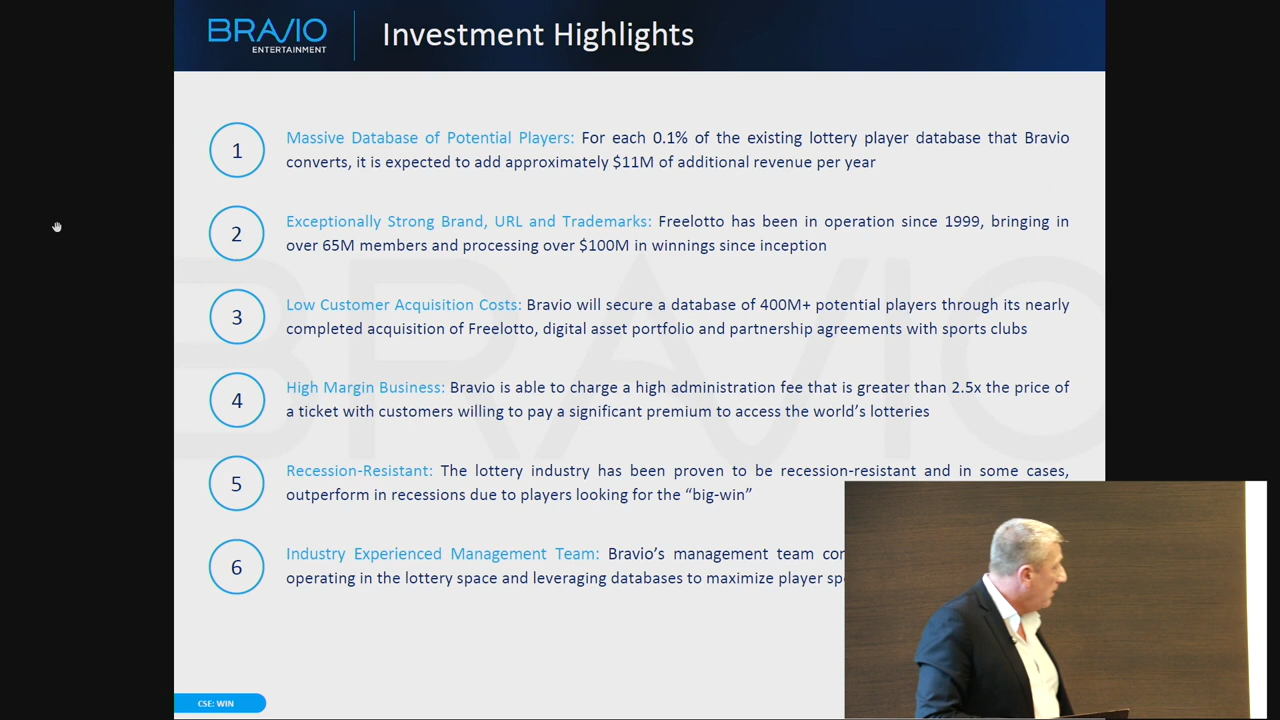 BRAVIO
ENTERTAINMENT
Investment Highlights
1
Massive Database of Potential Players: For each 0.1% of the existing lottery player database that Bravio
converts, it is expected to add approximately $11M of additional revenue per year
2
Exceptionally Strong Brand, URL and Trademarks: Freelotto has been in operation since 1999, bringing in
over 65M members and processing over $100M in winnings since inception
3
Low Customer Acquisition Costs: Bravio will secure a database of 400M+ potential players through its nearly
completed acquisition of Freelotto, digital asset portfolio and partnership agreements with sports clubs
4
High Margin Business: Bravio is able to charge a high administration fee that is greater than 2.5x the price of
a ticket with customers willing to pay a significant premium to access the world’s lotteries
5
Recession-Resistant: The lottery industry has been proven to be recession-resistant and in some cases,
outperform in recessions due to players looking for the “big-win”
6
Industry Experienced Management Team: Bravio’s management team
operating in the lottery space and leveraging databases to maximize player
BRAVIO
CSE: WIN